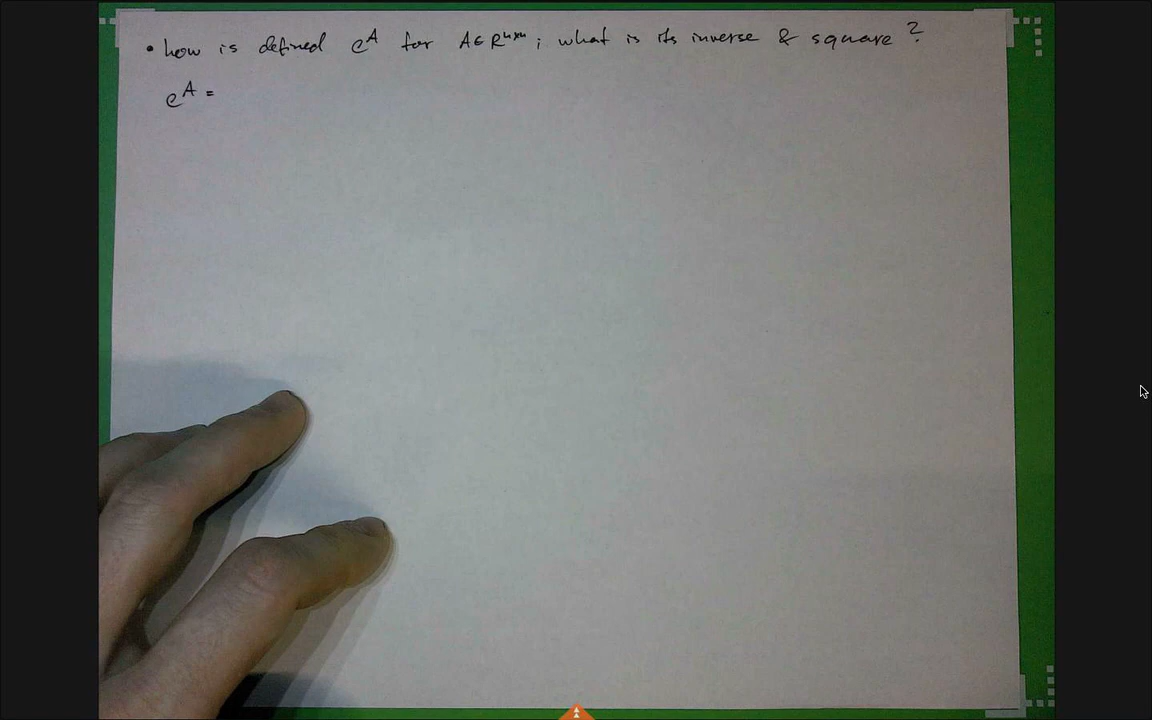 • how is defined e^A for A∈R^{n×n}; what is its inverse & square?
e^A =